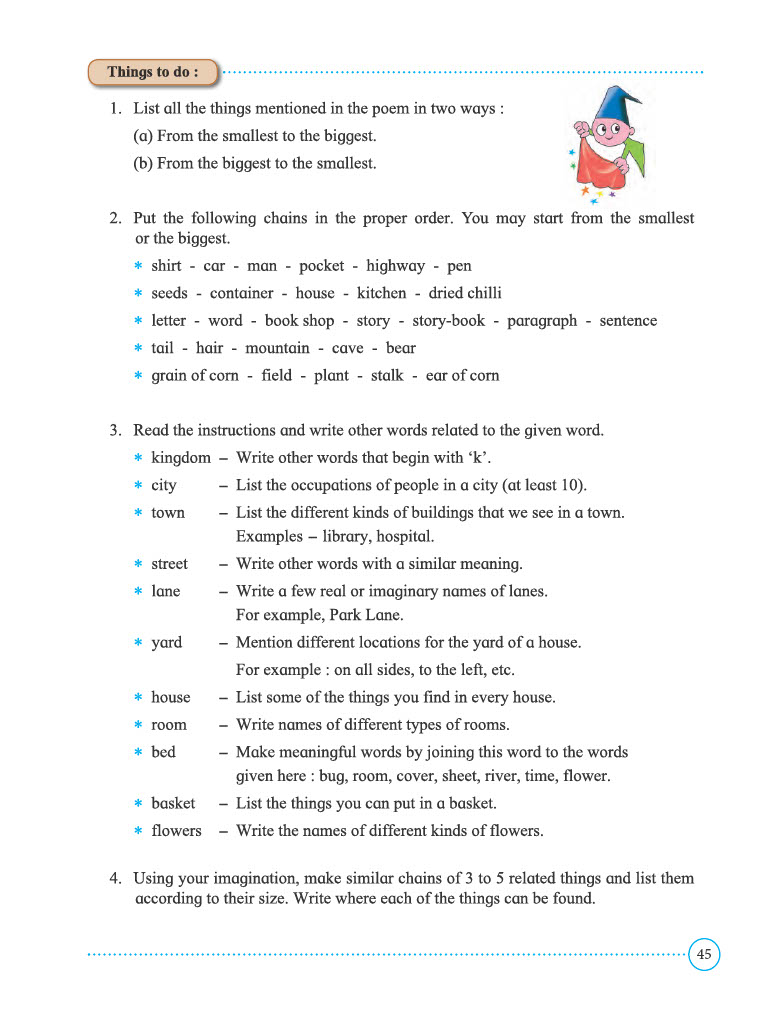 Things to do :
1. List all the things mentioned in the poem in two ways :
(a) From the smallest to the biggest.
(b) From the biggest to the smallest.
2. Put the following chains in the proper order. You may start from the smallest
or the biggest.
* shirt - car - man - pocket - highway - pen
* seeds - container - house - kitchen - dried chilli
* letter - word - book shop - story - story-book - paragraph - sentence
* tail - hair - mountain - cave - bear
* grain of corn - field - plant - stalk - ear of corn
3. Read the instructions and write other words related to the given word.
* kingdom – Write other words that begin with ‘k’.
* city – List the occupations of people in a city (at least 10).
* town – List the different kinds of buildings that we see in a town.
Examples – library, hospital.
* street – Write other words with a similar meaning.
* lane – Write a few real or imaginary names of lanes.
For example, Park Lane.
* yard – Mention different locations for the yard of a house.
For example : on all sides, to the left, etc.
* house – List some of the things you find in every house.
* room – Write names of different types of rooms.
* bed – Make meaningful words by joining this word to the words
given here : bug, room, cover, sheet, river, time, flower.
* basket – List the things you can put in a basket.
* flowers – Write the names of different kinds of flowers.
4. Using your imagination, make similar chains of 3 to 5 related things and list them
according to their size. Write where each of the things can be found.
45